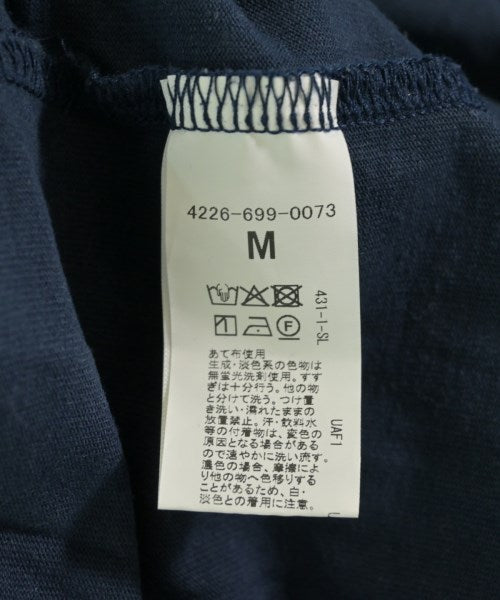 4226-699-0073
M
431-1-SL
あて布使用
生成・淡色系の色物は
無蛍光洗剤使用。すす
ぎは十分行う。他の物
と分けて洗う。つけ置
き洗い・濡れたままの
放置禁止。汗・飲料水
等の付着物は、変色の
原因となる場合がある
ので速やかに洗い流す。
濃色の場合、摩擦によ
り他の物へ色移りする
ことがあるため、白・
淡色との着用に注意。
UAF1
F